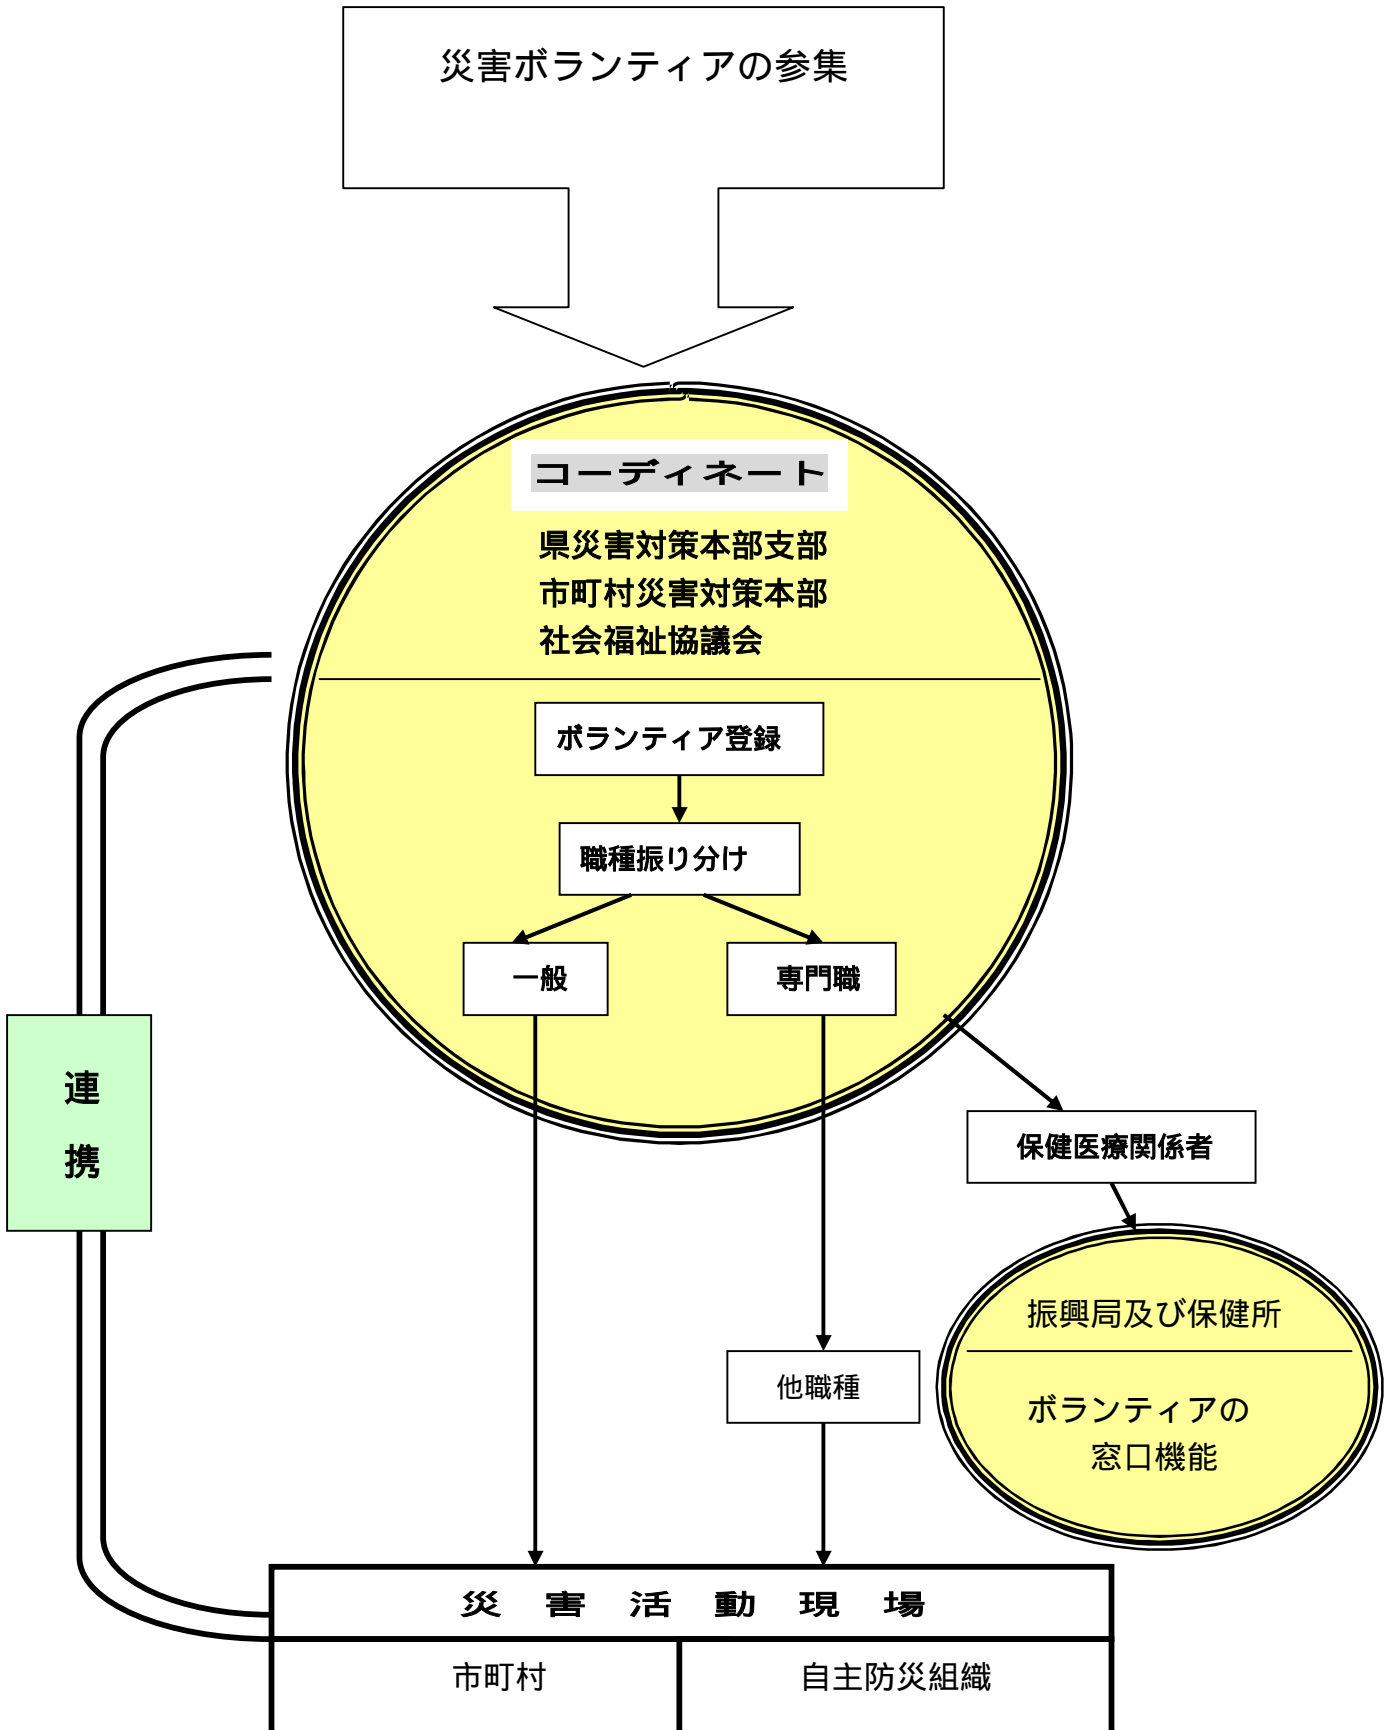 災害ボランティアの参集
コーディネート
県災害対策本部支部
市町村災害対策本部
社会福祉協議会
ボランティア登録
職種振り分け
一般
専門職
連
携
保健医療関係者
振興局及び保健所
ボランティアの
窓口機能
他職種
災　害　活　動　現　場
市町村
自主防災組織